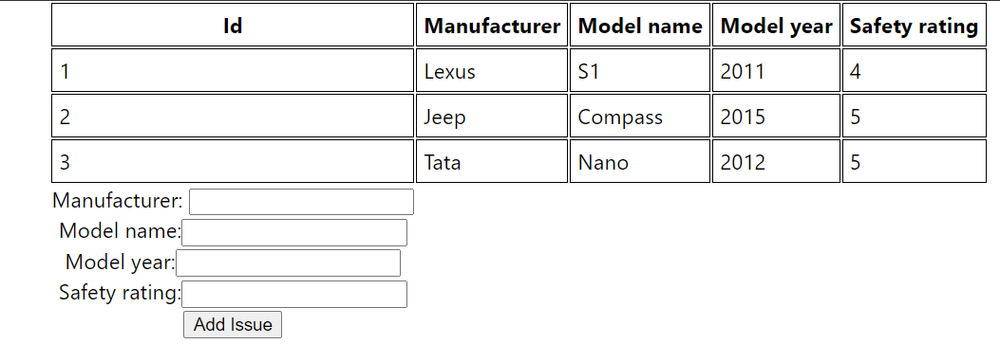 Id Manufacturer Model name Model year Safety rating
1 Lexus S1 2011 4
2 Jeep Compass 2015 5
3 Tata Nano 2012 5
Manufacturer:
Model name:
Model year:
Safety rating:
Add Issue